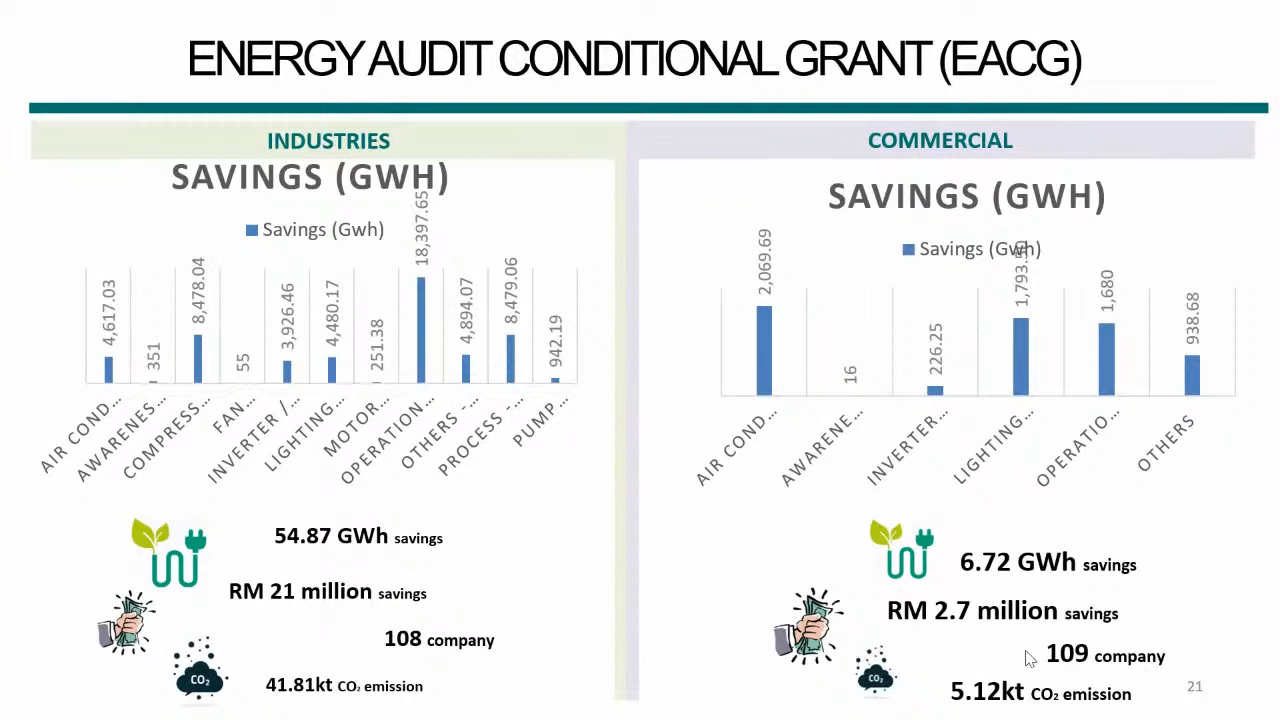 ENERGY AUDIT CONDITIONAL GRANT (EACG)
INDUSTRIES
SAVINGS (GWH)
Savings (Gwh)
4,617.03
351
8,478.04
55
3,926.46
4,480.17
251.38
18,397.65
4,894.07
8,479.06
942.19
AIR COND…
AWARENES…
COMPRESS…
FAN…
INVERTER /…
LIGHTING…
MOTOR…
OPERATION…
OTHERS -…
PROCESS -…
PUMP…
54.87 GWh savings
RM 21 million savings
108 company
CO₂
41.81kt CO₂ emission
COMMERCIAL
SAVINGS (GWH)
Savings (Gwh)
2,069.69
16
226.25
1,680
938.68
AIR COND…
AWARENE…
INVERTER…
LIGHTING…
OPERATIO…
OTHERS
6.72 GWh savings
RM 2.7 million savings
109 company
CO₂
5.12kt CO₂ emission
21